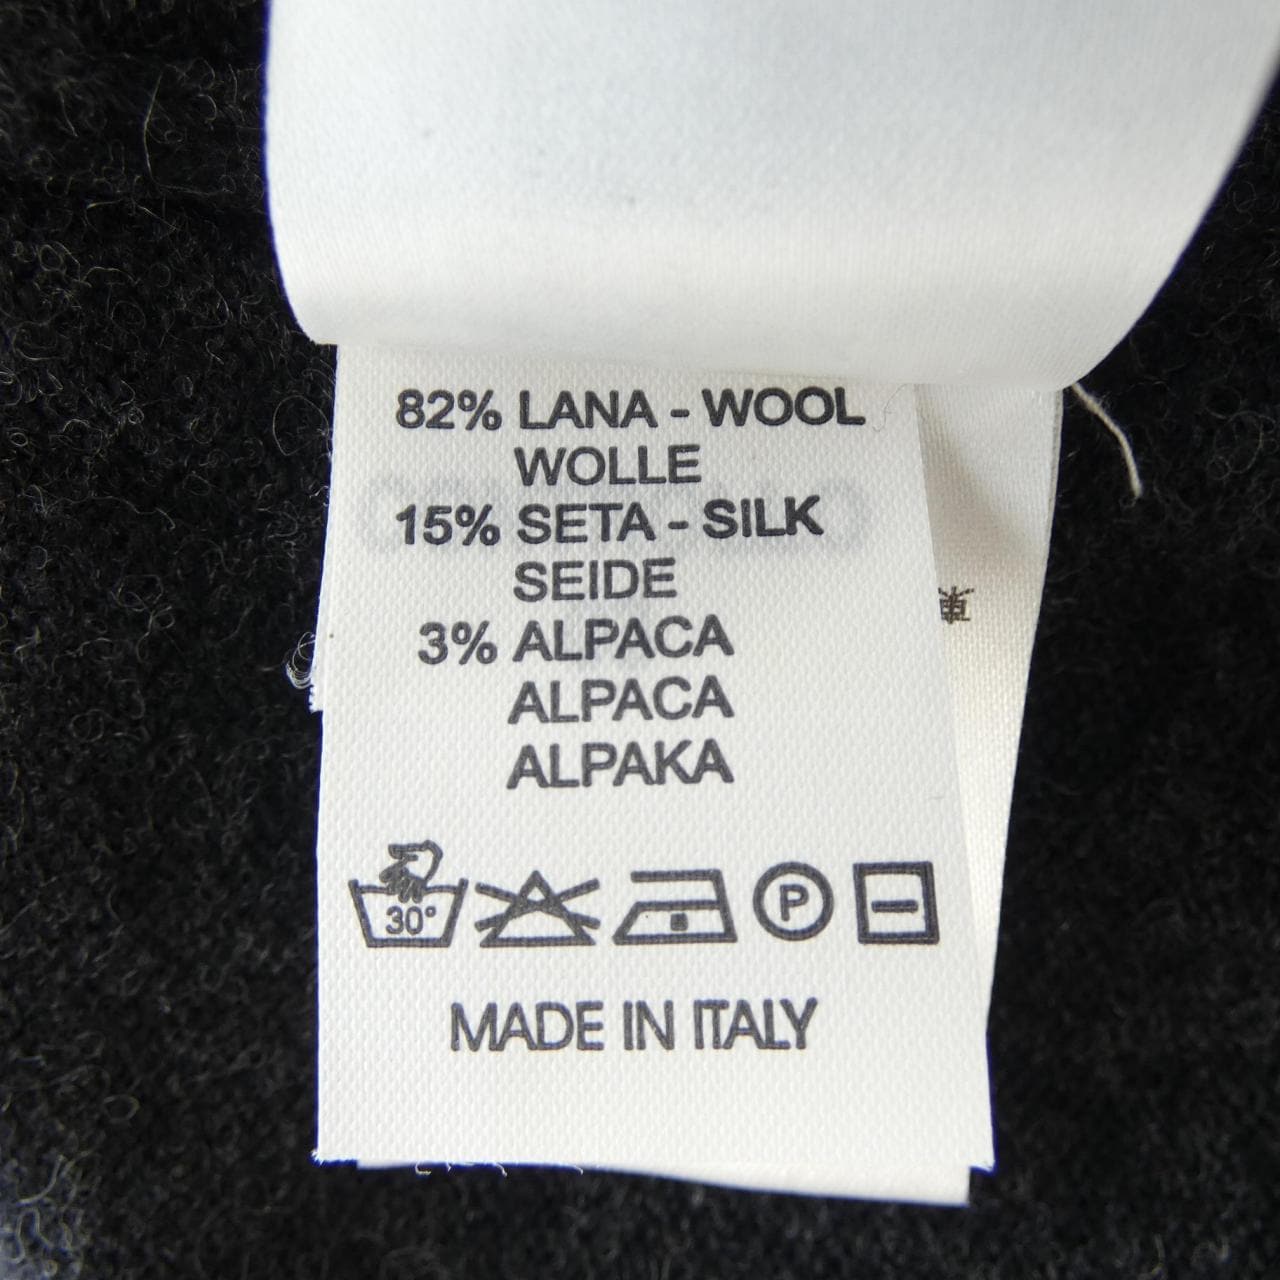 82% LANA - WOOL
WOLLE
15% SETA - SILK
SEIDE
3% ALPACA
ALPACA
ALPAKA
30°
P
MADE IN ITALY